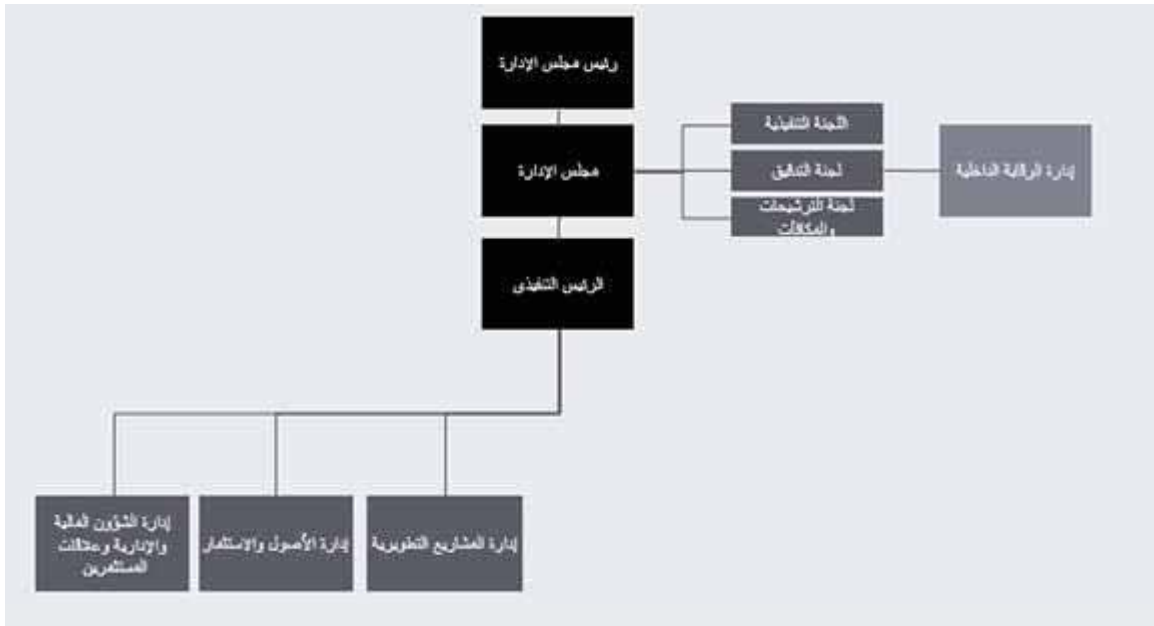 رئيس مجلس الإدارة
اللجنة التنفيذية
مجلس الإدارة
لجنة التدقيق
إدارة الرقابة الداخلية
لجنة الترشيحات
والمكافآت
الرئيس التنفيذي
إدارة المشاريع التطويرية
إدارة الأصول والاستثمار
إدارة الشؤون المالية
والإدارية وعلاقات
المستثمرين